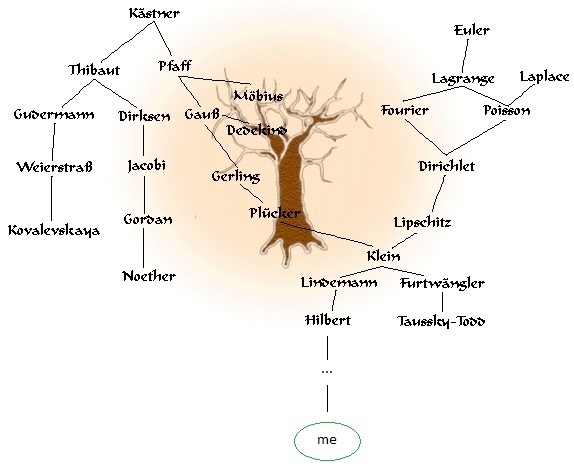 Kästner
Euler
Thibaut
Pfaff
Lagrange
Laplace
Möbius
Gudermann
Dirksen
Gauß
Dedekind
Fourier
Poisson
Weierstraß
Jacobi
Gerling
Dirichlet
Kovalevskaya
Gordan
Plücker
Lipschitz
Klein
Noether
Lindemann
Furtwängler
Hilbert
Taussky-Todd
...
me